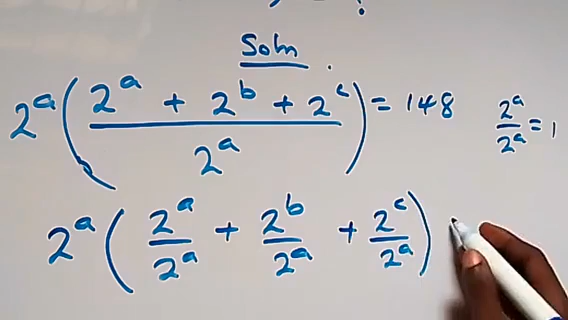 ?
Soln
2^a((2^a + 2^b + 2^c)/2^a) = 148
2^a/2^a = 1
2^a(2^a/2^a + 2^b/2^a + 2^c/2^a)